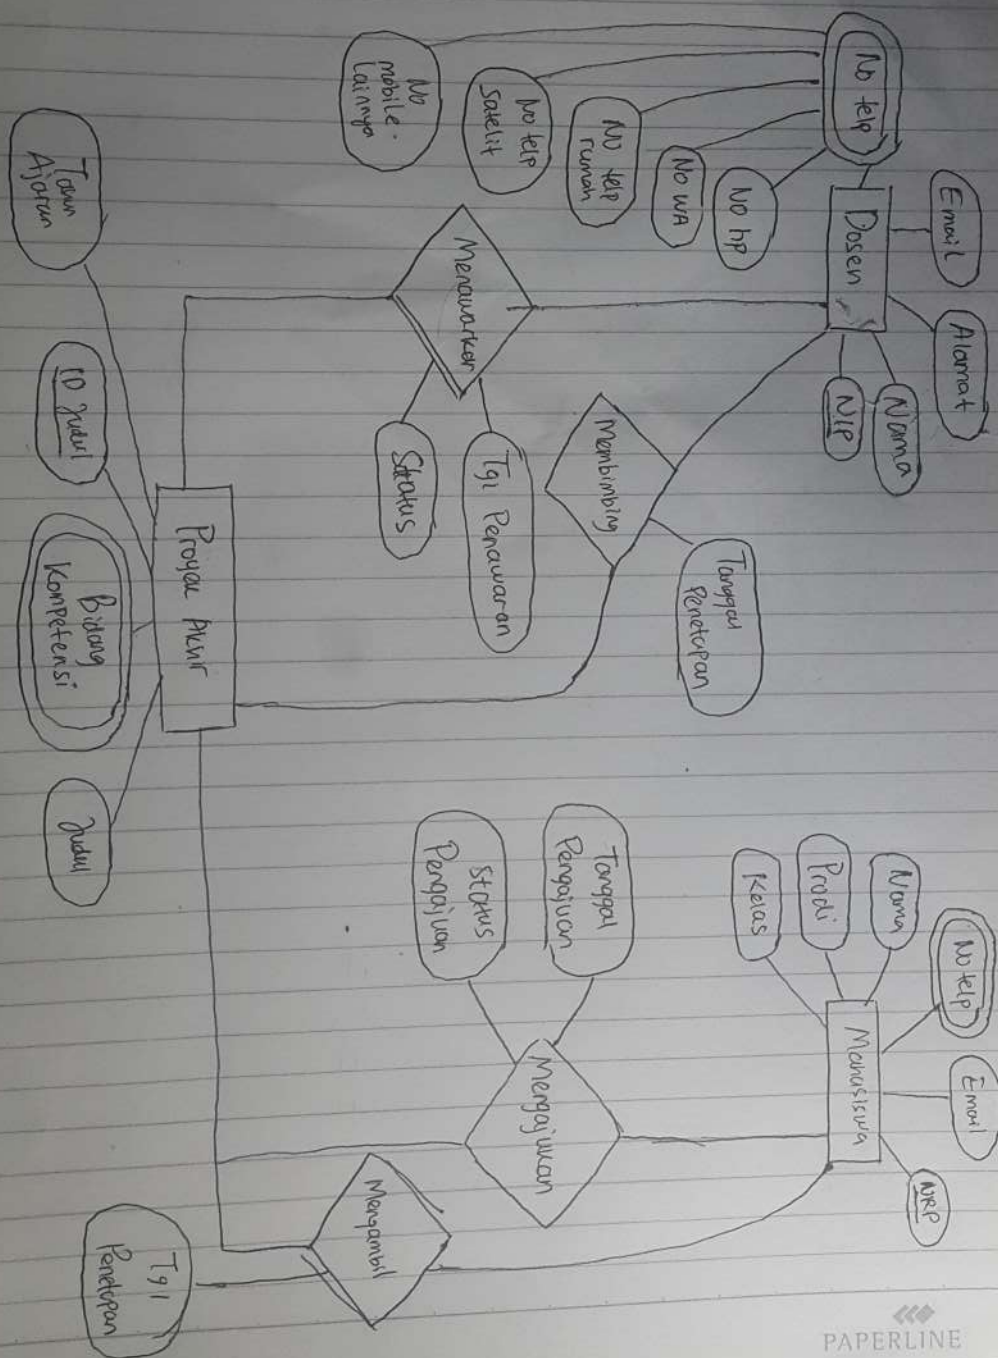 No telp
Email
Alamat
Dosen
Nama
NIP
No hp
No WA
No telp
rumah
No telp
Satelit
No
mobile
Lainnya
Menawarkan
Tgl Penawaran
Status
Membimbing
Tanggal
Penetapan
Proyek Akhir
Ajaran
ID Judul
Bidang
Kompetensi
Judul
No telp
Email
NRP
Nama
Prodi
Kelas
Mahasiswa
Tanggal
Pengajuan
Status
Pengajuan
Mengajukan
Mengambil
Tgl
Penetapan
PAPERLINE